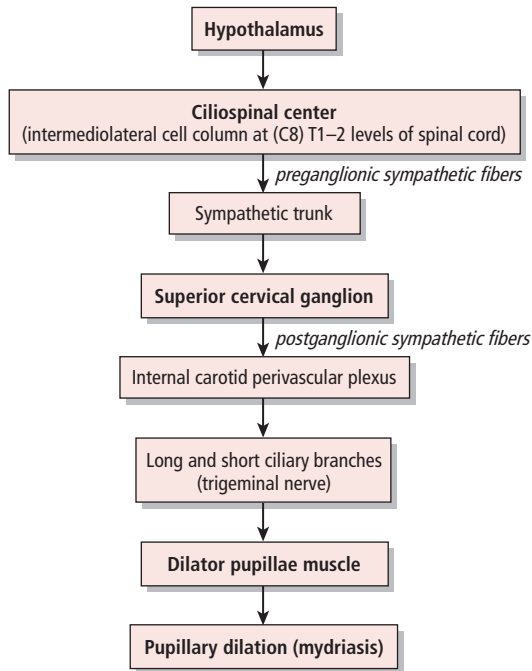 Hypothalamus
Ciliospinal center
(intermediolateral cell column at (C8) T1–2 levels of spinal cord)
preganglionic sympathetic fibers
Sympathetic trunk
Superior cervical ganglion
postganglionic sympathetic fibers
Internal carotid perivascular plexus
Long and short ciliary branches
(trigeminal nerve)
Dilator pupillae muscle
Pupillary dilation (mydriasis)